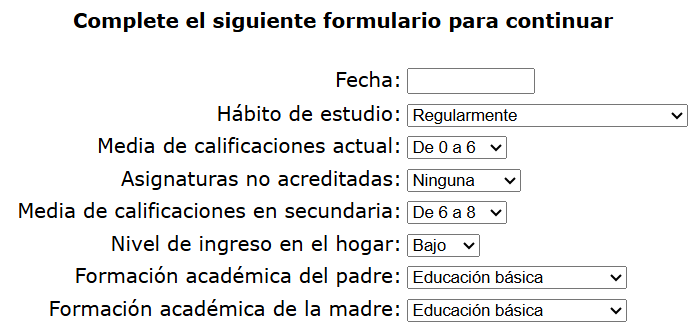 Complete el siguiente formulario para continuar
Fecha:
Hábito de estudio: Regularmente
Media de calificaciones actual: De 0 a 6
Asignaturas no acreditadas: Ninguna
Media de calificaciones en secundaria: De 6 a 8
Nivel de ingreso en el hogar: Bajo
Formación académica del padre: Educación básica
Formación académica de la madre: Educación básica